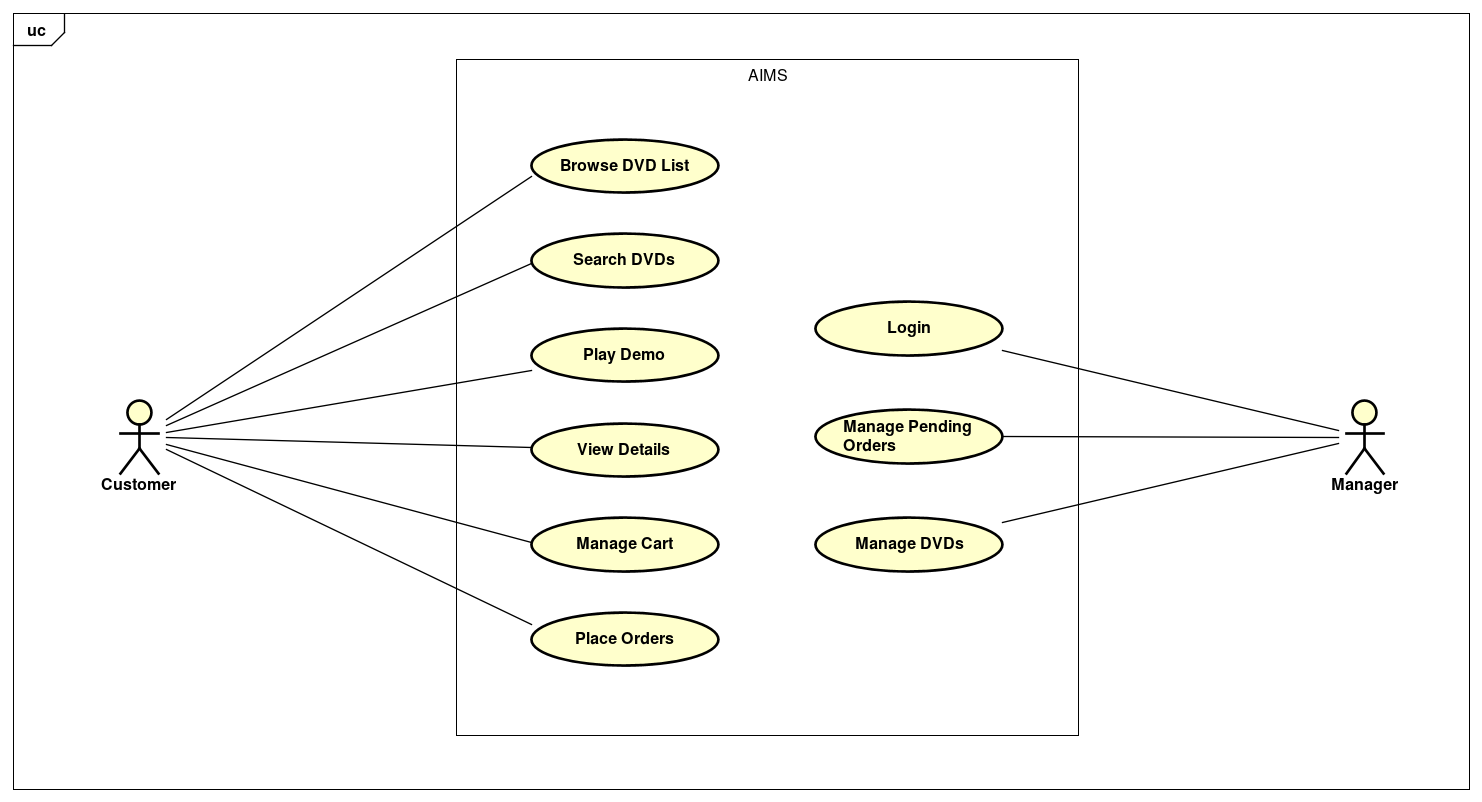 uc
AIMS
Browse DVD List
Search DVDs
Play Demo
View Details
Manage Cart
Place Orders
Login
Manage Pending
Orders
Manage DVDs
Customer
Manager